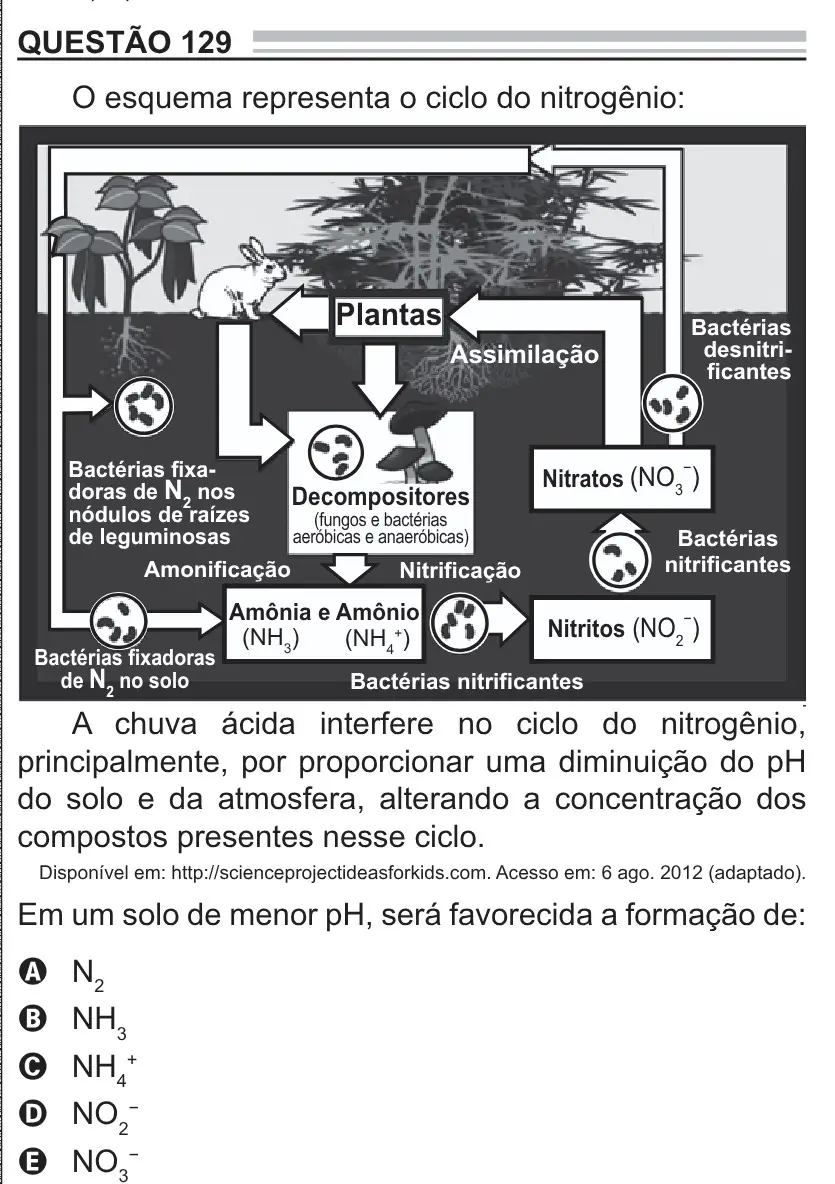 QUESTÃO 129
O esquema representa o ciclo do nitrogênio:
Plantas
Assimilação
Bactérias
desnitri-
ficantes
Bactérias fixa-
doras de N₂ nos
nódulos de raízes
de leguminosas
Decompositores
(fungos e bactérias
aeróbicas e anaeróbicas)
Nitratos (NO₃⁻)
Bactérias
nitrificantes
Amonificação
Nitrificação
Amônia e Amônio
(NH₃) (NH₄⁺)
Nitritos (NO₂⁻)
Bactérias fixadoras
de N₂ no solo
Bactérias nitrificantes
A chuva ácida interfere no ciclo do nitrogênio,
principalmente, por proporcionar uma diminuição do pH
do solo e da atmosfera, alterando a concentração dos
compostos presentes nesse ciclo.
Disponível em: http://scienceprojectideasforkids.com. Acesso em: 6 ago. 2012 (adaptado).
Em um solo de menor pH, será favorecida a formação de:
A N₂
B NH₃
C NH₄⁺
D NO₂⁻
E NO₃⁻